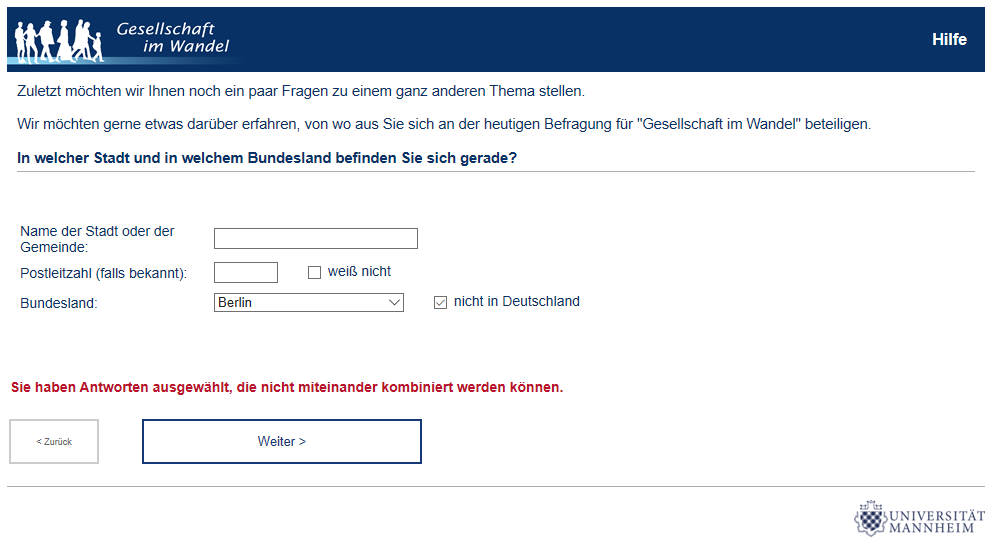 Gesellschaft
im Wandel
Hilfe
Zuletzt möchten wir Ihnen noch ein paar Fragen zu einem ganz anderen Thema stellen.
Wir möchten gerne etwas darüber erfahren, von wo aus Sie sich an der heutigen Befragung für "Gesellschaft im Wandel" beteiligen.
In welcher Stadt und in welchem Bundesland befinden Sie sich gerade?
Name der Stadt oder der
Gemeinde:
Postleitzahl (falls bekannt): weiß nicht
Bundesland: Berlin nicht in Deutschland
Sie haben Antworten ausgewählt, die nicht miteinander kombiniert werden können.
< Zurück Weiter >
UNIVERSITÄT
MANNHEIM